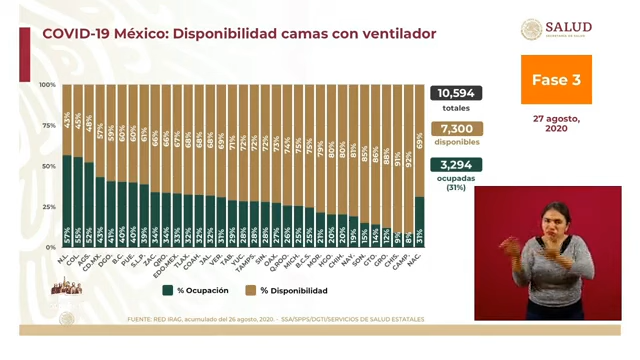 COVID-19 México: Disponibilidad camas con ventilador
SALUD
SECRETARÍA DE SALUD
Fase 3
27 agosto,
2020
10,594
totales
7,300
disponibles
3,294
ocupadas
(31%)
100%
75%
50%
25%
0%
43% 45% 48% 57% 59% 60% 60% 61% 66% 66% 67% 68% 68% 68% 69% 71% 72% 72% 72% 73% 74% 75% 75% 79% 80% 80% 81% 85% 86% 88% 91% 92% 69%
57% 55% 52% 43% 41% 40% 40% 39% 34% 34% 33% 32% 32% 32% 31% 29% 28% 28% 28% 27% 26% 25% 25% 21% 20% 20% 19% 15% 14% 12% 9% 8% 31%
N.L. COL. AGS. CD.MX. DGO. B.C. PUE. S.L.P. ZAC. QRO. EDO.MEX. TLAX. COAH. JAL. VER. TAB. YUC. TAMPS. SIN. OAX. Q.ROO. MICH. B.C.S. MOR. HGO. CHIH. NAY. SON. GTO. GRO. CHIS. CAMP. NAC.
% Ocupación % Disponibilidad
FUENTE: RED IRAG, acumulado del 26 agosto, 2020. - SSA/SPPS/DGTI/SERVICIOS DE SALUD ESTATALES